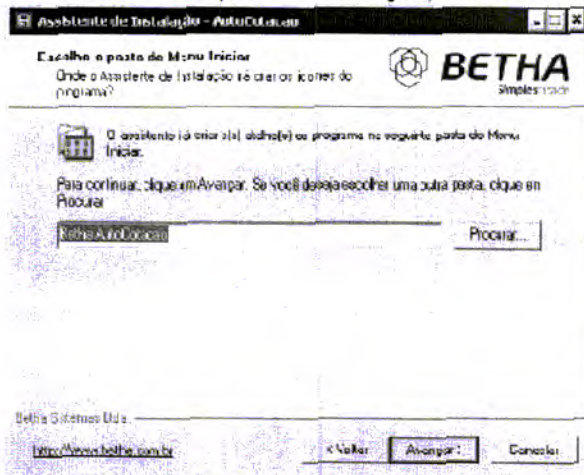 Assistente de Instalação - AutoCotacao
Escolha a pasta do Menu Iniciar
Onde o Assistente de Instalação irá criar os ícones do
programa?
BETHA
Simples
O assistente irá criar o(s) atalho(s) do programa na seguinte pasta do Menu
Iniciar.
Para continuar, clique em Avançar. Se você deseja escolher uma outra pasta, clique em
Procurar
Betha AutoCotacao
Procurar...
Betha Sistemas Ltda.
http://www.betha.com.br
< Voltar
Avançar >
Cancelar